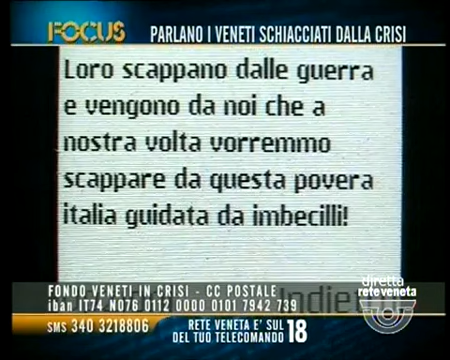 FOCUS
PARLANO I VENETI SCHIACCIATI DALLA CRISI
Loro scappano dalle guerra
e vengono da noi che a
nostra volta vorremmo
scappare da questa povera
italia guidata da imbecilli!
FONDO VENETI IN CRISI - CC POSTALE
iban IT74 N076 0112 0000 0101 7942 739
diretta
reteveneta
SMS 340 3218806
RETE VENETA E' SUL
DEL TUO TELECOMANDO 18